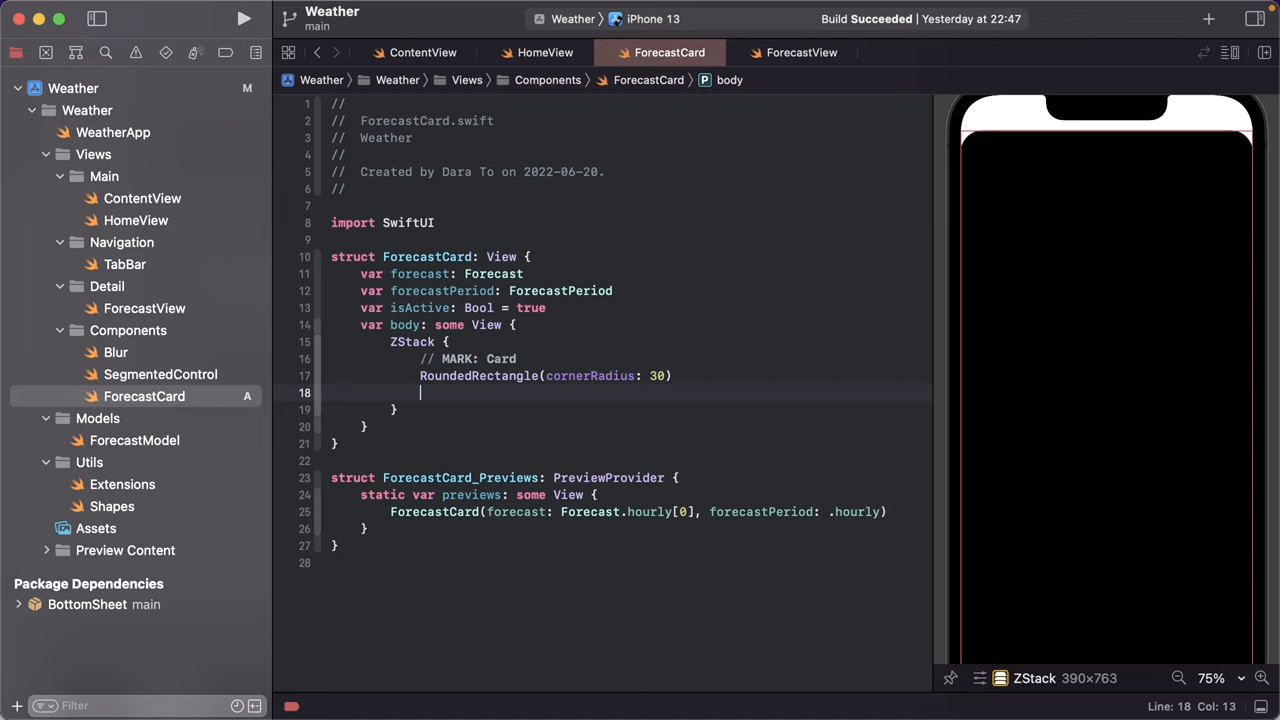 Weather
main
Weather
iPhone 13
Build Succeeded | Yesterday at 22:47
ContentView
HomeView
ForecastCard
ForecastView
Weather
Weather
Views
Components
ForecastCard
P body
Weather M
Weather
WeatherApp
Views
Main
ContentView
HomeView
Navigation
TabBar
Detail
ForecastView
Components
Blur
SegmentedControl
ForecastCard A
Models
ForecastModel
Utils
Extensions
Shapes
Assets
Preview Content
Package Dependencies
BottomSheet main
Filter
1 //
2 // ForecastCard.swift
3 // Weather
4 //
5 // Created by Dara To on 2022-06-20.
6 //
7
8 import SwiftUI
9
10 struct ForecastCard: View {
11 var forecast: Forecast
12 var forecastPeriod: ForecastPeriod
13 var isActive: Bool = true
14 var body: some View {
15 ZStack {
16 // MARK: Card
17 RoundedRectangle(cornerRadius: 30)
18
19 }
20 }
21 }
22
23 struct ForecastCard_Previews: PreviewProvider {
24 static var previews: some View {
25 ForecastCard(forecast: Forecast.hourly[0], forecastPeriod: .hourly)
26 }
27 }
28
ZStack 390×763
75%
Line: 18 Col: 13